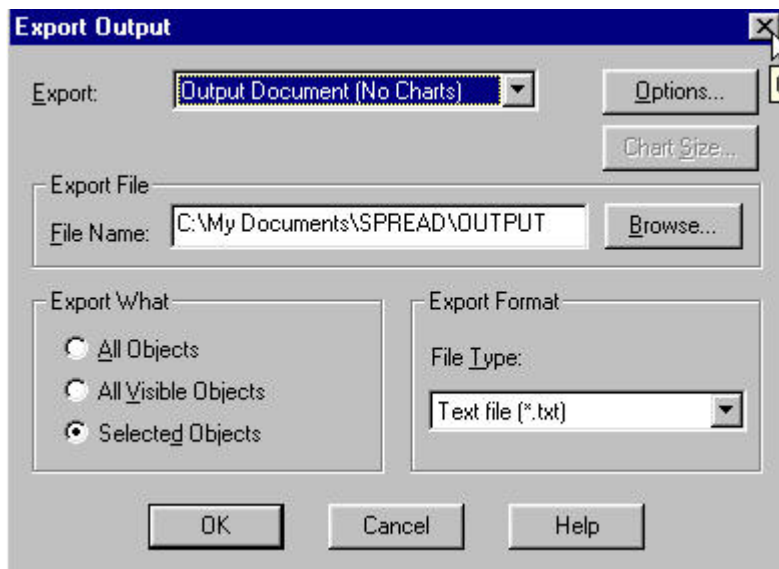 Export Output
Export: Output Document (No Charts) Options...
Chart Size...
Export File
File Name: C:\My Documents\SPREAD\OUTPUT Browse...
Export What
All Objects
All Visible Objects
Selected Objects
Export Format
File Type:
Text file (*.txt)
OK Cancel Help